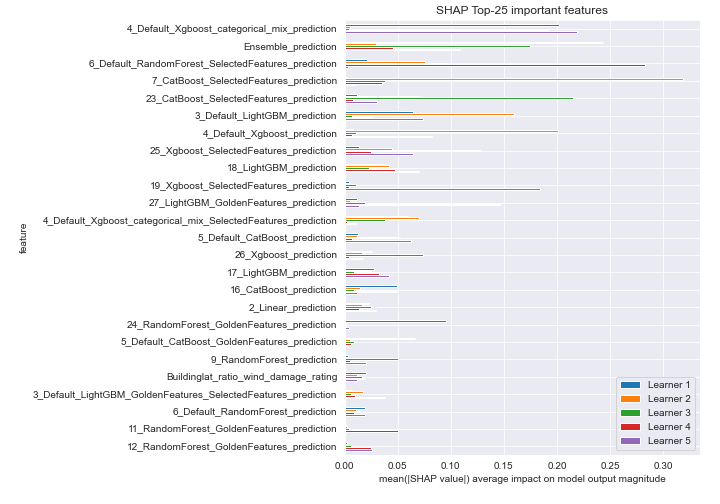 SHAP Top-25 important features
4_Default_Xgboost_categorical_mix_prediction
Ensemble_prediction
6_Default_RandomForest_SelectedFeatures_prediction
7_CatBoost_SelectedFeatures_prediction
23_CatBoost_SelectedFeatures_prediction
3_Default_LightGBM_prediction
4_Default_Xgboost_prediction
25_Xgboost_SelectedFeatures_prediction
18_LightGBM_prediction
19_Xgboost_SelectedFeatures_prediction
27_LightGBM_GoldenFeatures_prediction
4_Default_Xgboost_categorical_mix_SelectedFeatures_prediction
5_Default_CatBoost_prediction
feature
26_Xgboost_prediction
17_LightGBM_prediction
16_CatBoost_prediction
2_Linear_prediction
24_RandomForest_GoldenFeatures_prediction
5_Default_CatBoost_GoldenFeatures_prediction
9_RandomForest_prediction
Buildinglat_ratio_wind_damage_rating
3_Default_LightGBM_GoldenFeatures_SelectedFeatures_prediction
6_Default_RandomForest_prediction
11_RandomForest_GoldenFeatures_prediction
12_RandomForest_GoldenFeatures_prediction
Learner 1
Learner 2
Learner 3
Learner 4
Learner 5
0.00 0.05 0.10 0.15 0.20 0.25 0.30
mean(|SHAP value|) average impact on model output magnitude